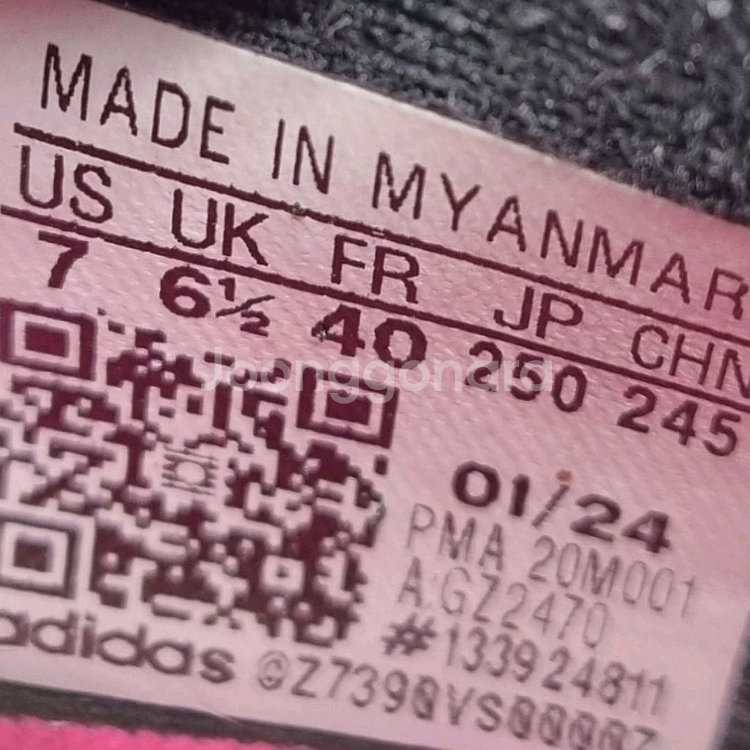 MADE IN MYANMAR
US UK FR JP CHN
7 6½ 40 250 245
Joonggonara
01/24
PMA 20M001
A:GZ2470
#133924811
adidas